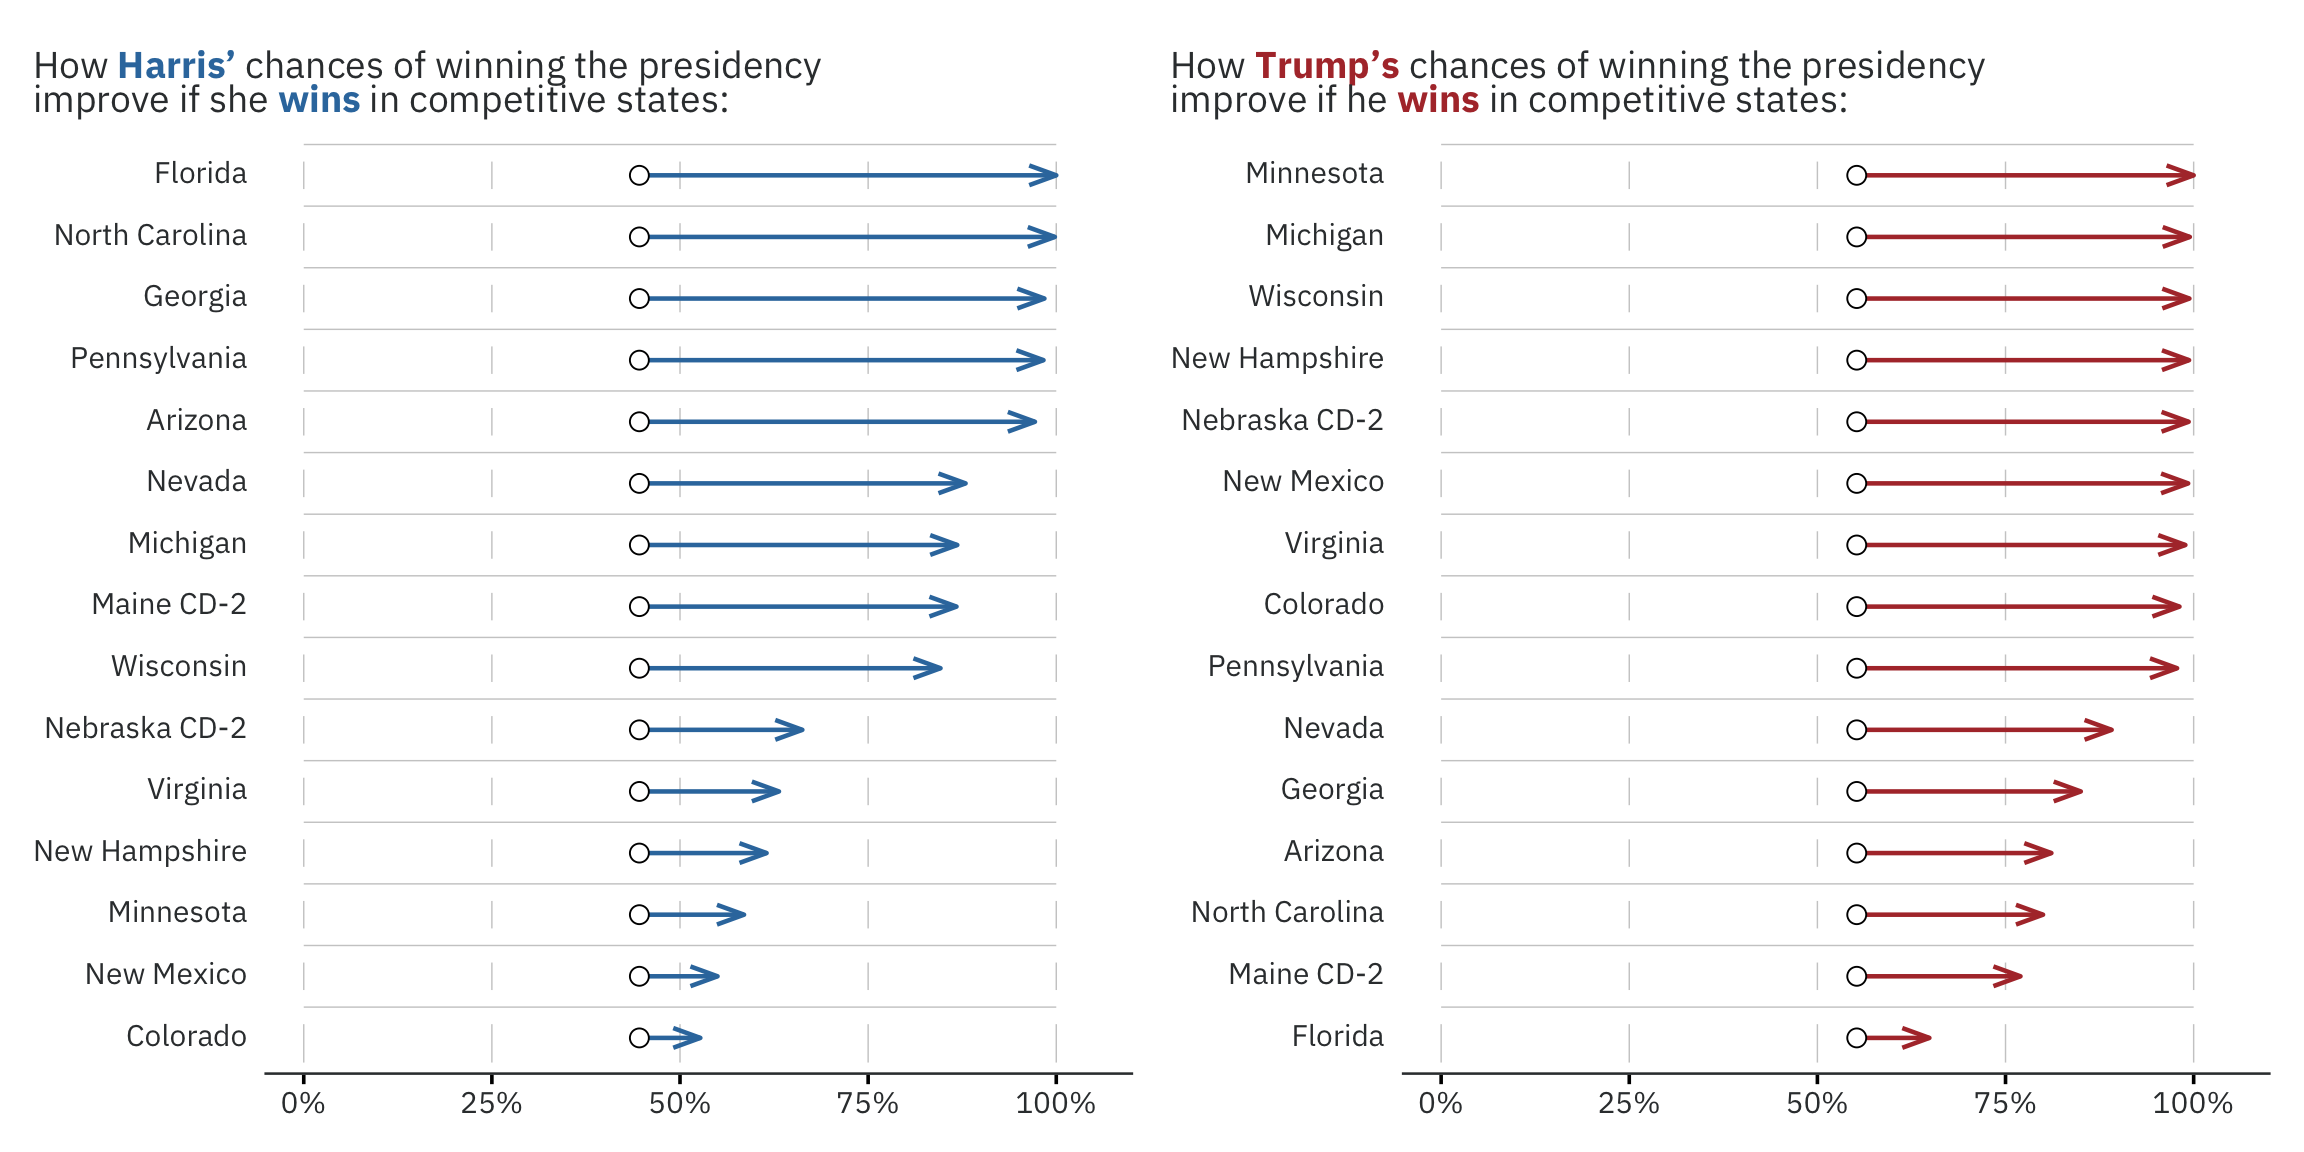 How Harris’ chances of winning the presidency
improve if she wins in competitive states:
Florida
North Carolina
Georgia
Pennsylvania
Arizona
Nevada
Michigan
Maine CD-2
Wisconsin
Nebraska CD-2
Virginia
New Hampshire
Minnesota
New Mexico
Colorado
0% 25% 50% 75% 100%
How Trump’s chances of winning the presidency
improve if he wins in competitive states:
Minnesota
Michigan
Wisconsin
New Hampshire
Nebraska CD-2
New Mexico
Virginia
Colorado
Pennsylvania
Nevada
Georgia
Arizona
North Carolina
Maine CD-2
Florida
0% 25% 50% 75% 100%